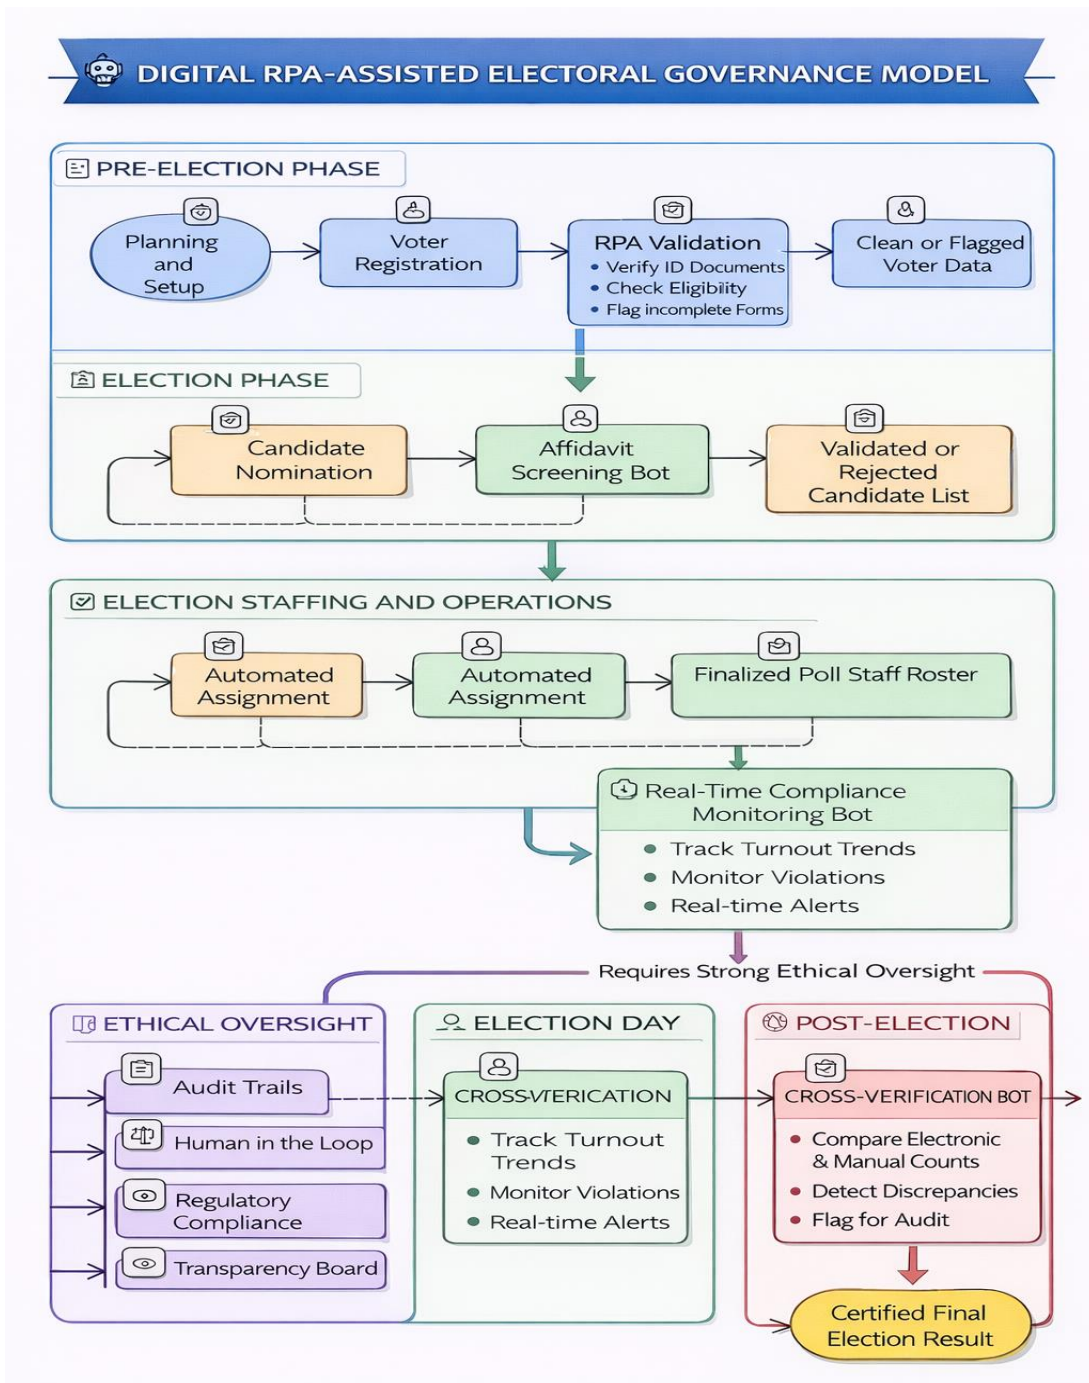 DIGITAL RPA-ASSISTED ELECTORAL GOVERNANCE MODEL
PRE-ELECTION PHASE
Planning
and
Setup
Voter
Registration
RPA Validation
• Verify ID Documents
• Check Eligibility
• Flag incomplete Forms
Clean or Flagged
Voter Data
ELECTION PHASE
Candidate
Nomination
Affidavit
Screening Bot
Validated or
Rejected
Candidate List
ELECTION STAFFING AND OPERATIONS
Automated
Assignment
Automated
Assignment
Finalized Poll Staff Roster
Real-Time Compliance
Monitoring Bot
• Track Turnout Trends
• Monitor Violations
• Real-time Alerts
Requires Strong Ethical Oversight
ETHICAL OVERSIGHT
Audit Trails
Human in the Loop
Regulatory
Compliance
Transparency Board
ELECTION DAY
CROSS-VTERICATION
• Track Turnout
Trends
• Monitor Violations
• Real-time Alerts
POST-ELECTION
CROSS-VERIFICATION BOT
• Compare Electronic
& Manual Counts
• Detect Discrepancies
• Flag for Audit
Certified Final
Election Result